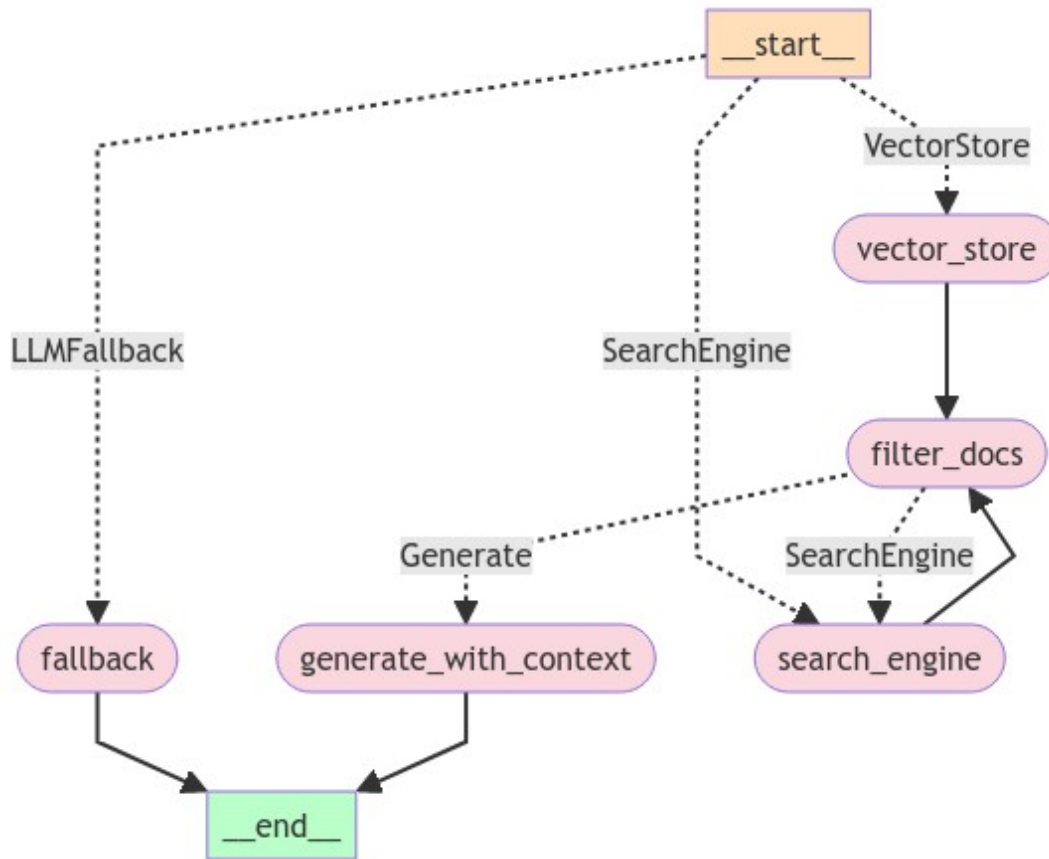 __start__
VectorStore
vector_store
LLMFallback
SearchEngine
filter_docs
Generate
SearchEngine
fallback
generate_with_context
search_engine
__end__